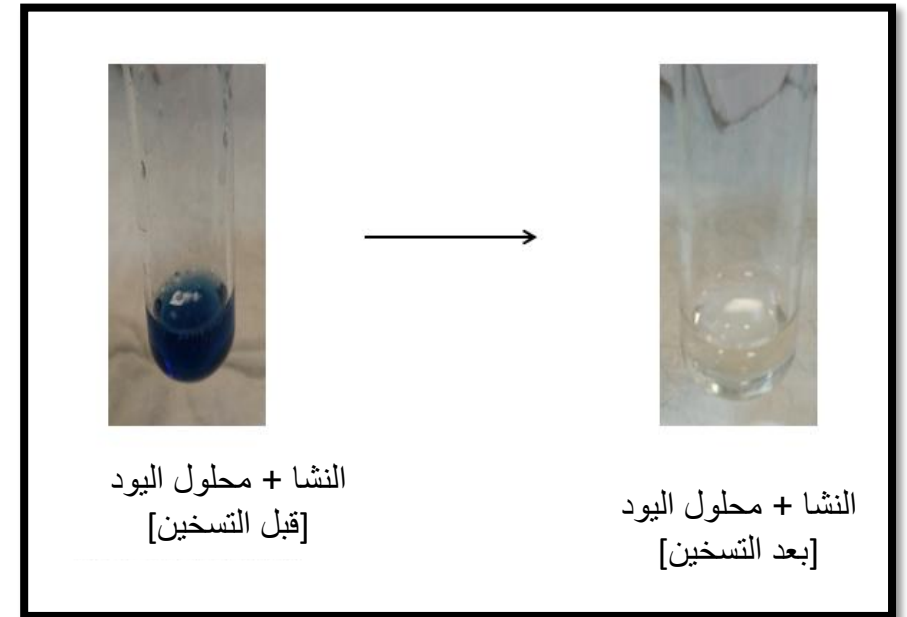 النشا + محلول اليود
[قبل التسخين]
النشا + محلول اليود
[بعد التسخين]